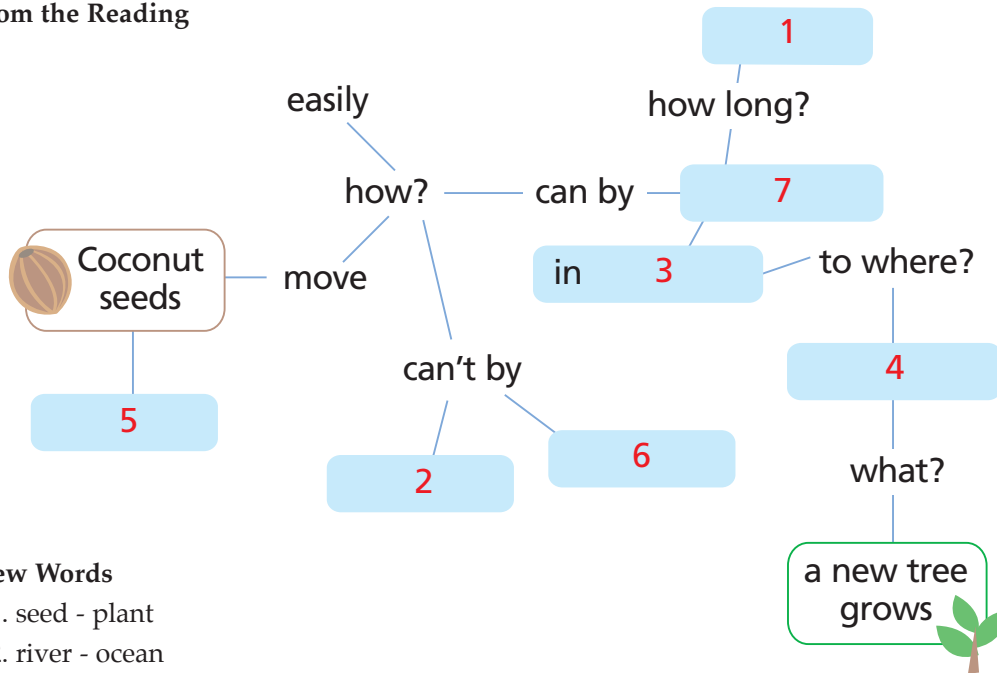 om the Reading
1
easily
how long?
how?
can by
7
Coconut
seeds
move
in 3
to where?
can't by
4
5
2
6
what?
a new tree
grows
ew Words
. seed - plant
. river - ocean